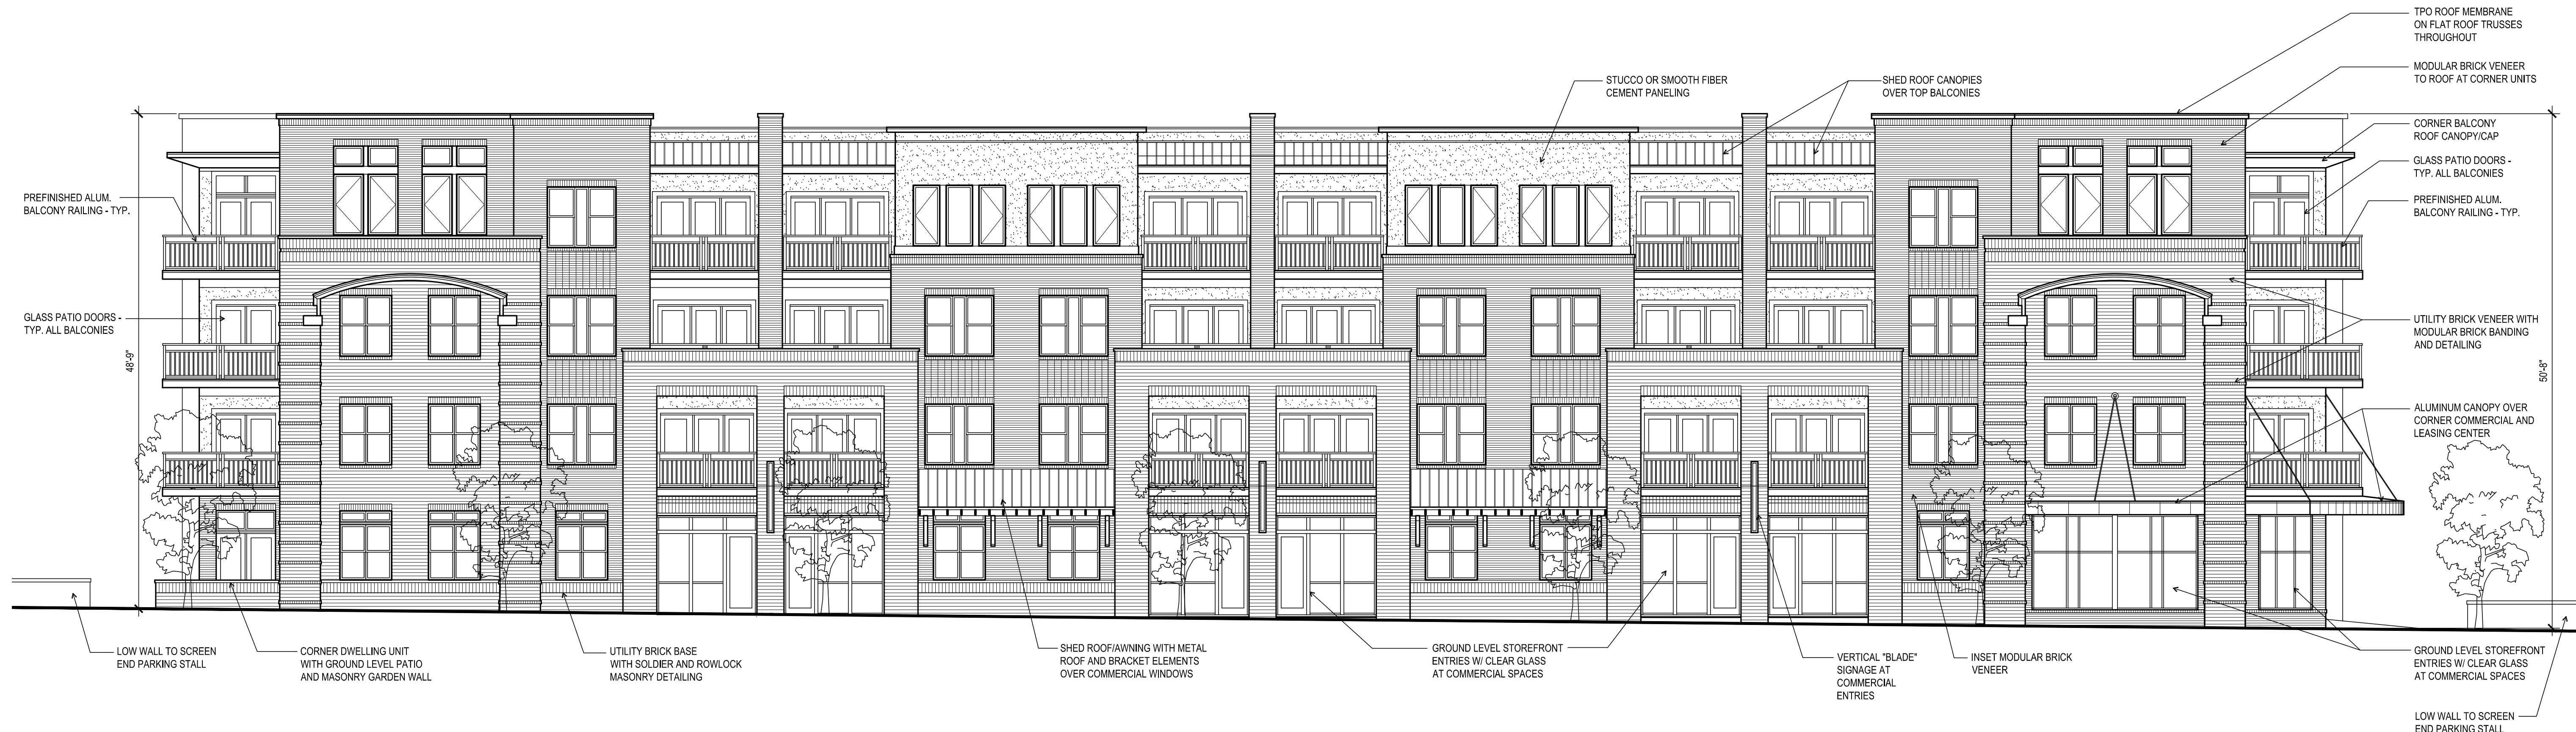 TPO ROOF MEMBRANE
ON FLAT ROOF TRUSSES
THROUGHOUT
STUCCO OR SMOOTH FIBER
CEMENT PANELING
SHED ROOF CANOPIES
OVER TOP BALCONIES
MODULAR BRICK VENEER
TO ROOF AT CORNER UNITS
CORNER BALCONY
ROOF CANOPY/CAP
GLASS PATIO DOORS -
TYP. ALL BALCONIES
PREFINISHED ALUM.
BALCONY RAILING - TYP.
PREFINISHED ALUM.
BALCONY RAILING - TYP.
GLASS PATIO DOORS -
TYP. ALL BALCONIES
48'-9"
UTILITY BRICK VENEER WITH
MODULAR BRICK BANDING
AND DETAILING
50'-8"
ALUMINUM CANOPY OVER
CORNER COMMERCIAL AND
LEASING CENTER
LOW WALL TO SCREEN
END PARKING STALL
CORNER DWELLING UNIT
WITH GROUND LEVEL PATIO
AND MASONRY GARDEN WALL
UTILITY BRICK BASE
WITH SOLDIER AND ROWLOCK
MASONRY DETAILING
SHED ROOF/AWNING WITH METAL
ROOF AND BRACKET ELEMENTS
OVER COMMERCIAL WINDOWS
GROUND LEVEL STOREFRONT
ENTRIES W/ CLEAR GLASS
AT COMMERCIAL SPACES
VERTICAL "BLADE"
SIGNAGE AT
COMMERCIAL
ENTRIES
INSET MODULAR BRICK
VENEER
GROUND LEVEL STOREFRONT
ENTRIES W/ CLEAR GLASS
AT COMMERCIAL SPACES
LOW WALL TO SCREEN
END PARKING STALL